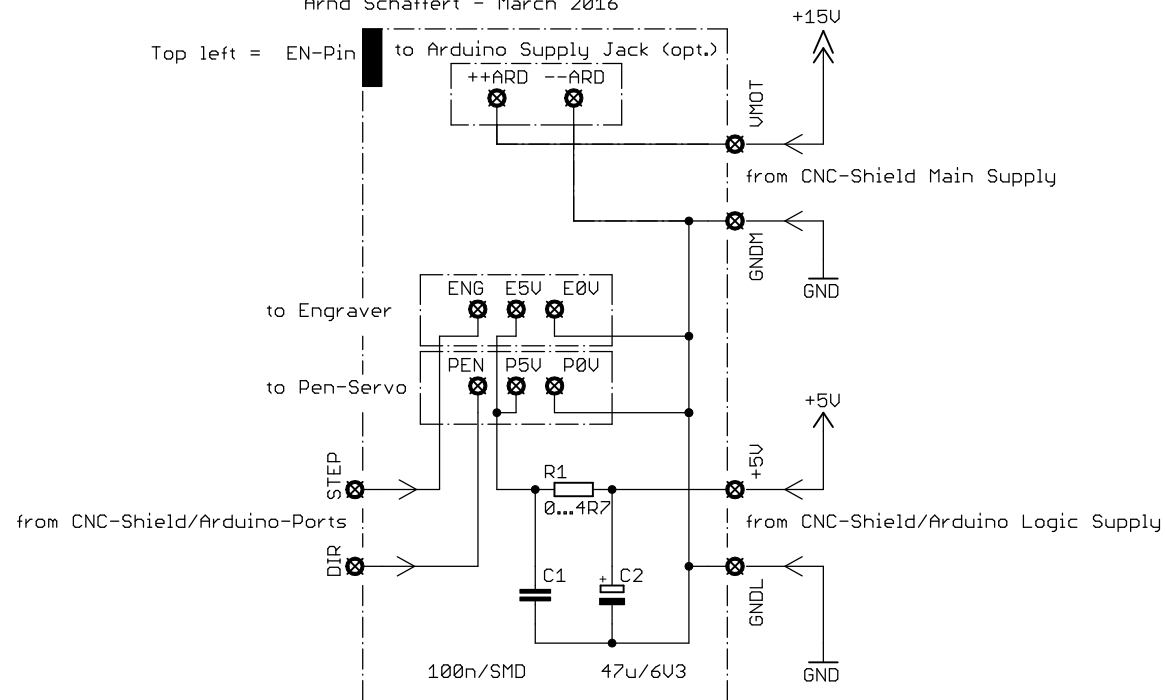 Arnd Schaffert - March 2016
+15V
Top left = EN-Pin
to Arduino Supply Jack (opt.)
++ARD --ARD
VMOT
from CNC-Shield Main Supply
GNDM
GND
ENG E5V E0V
to Engraver
PEN P5V P0V
to Pen-Servo
+5V
STEP
R1
+5V
0...4R7
from CNC-Shield/Arduino-Ports
from CNC-Shield/Arduino Logic Supply
DIR
C1
+ C2
GNDL
100n/SMD
47u/6V3
GND